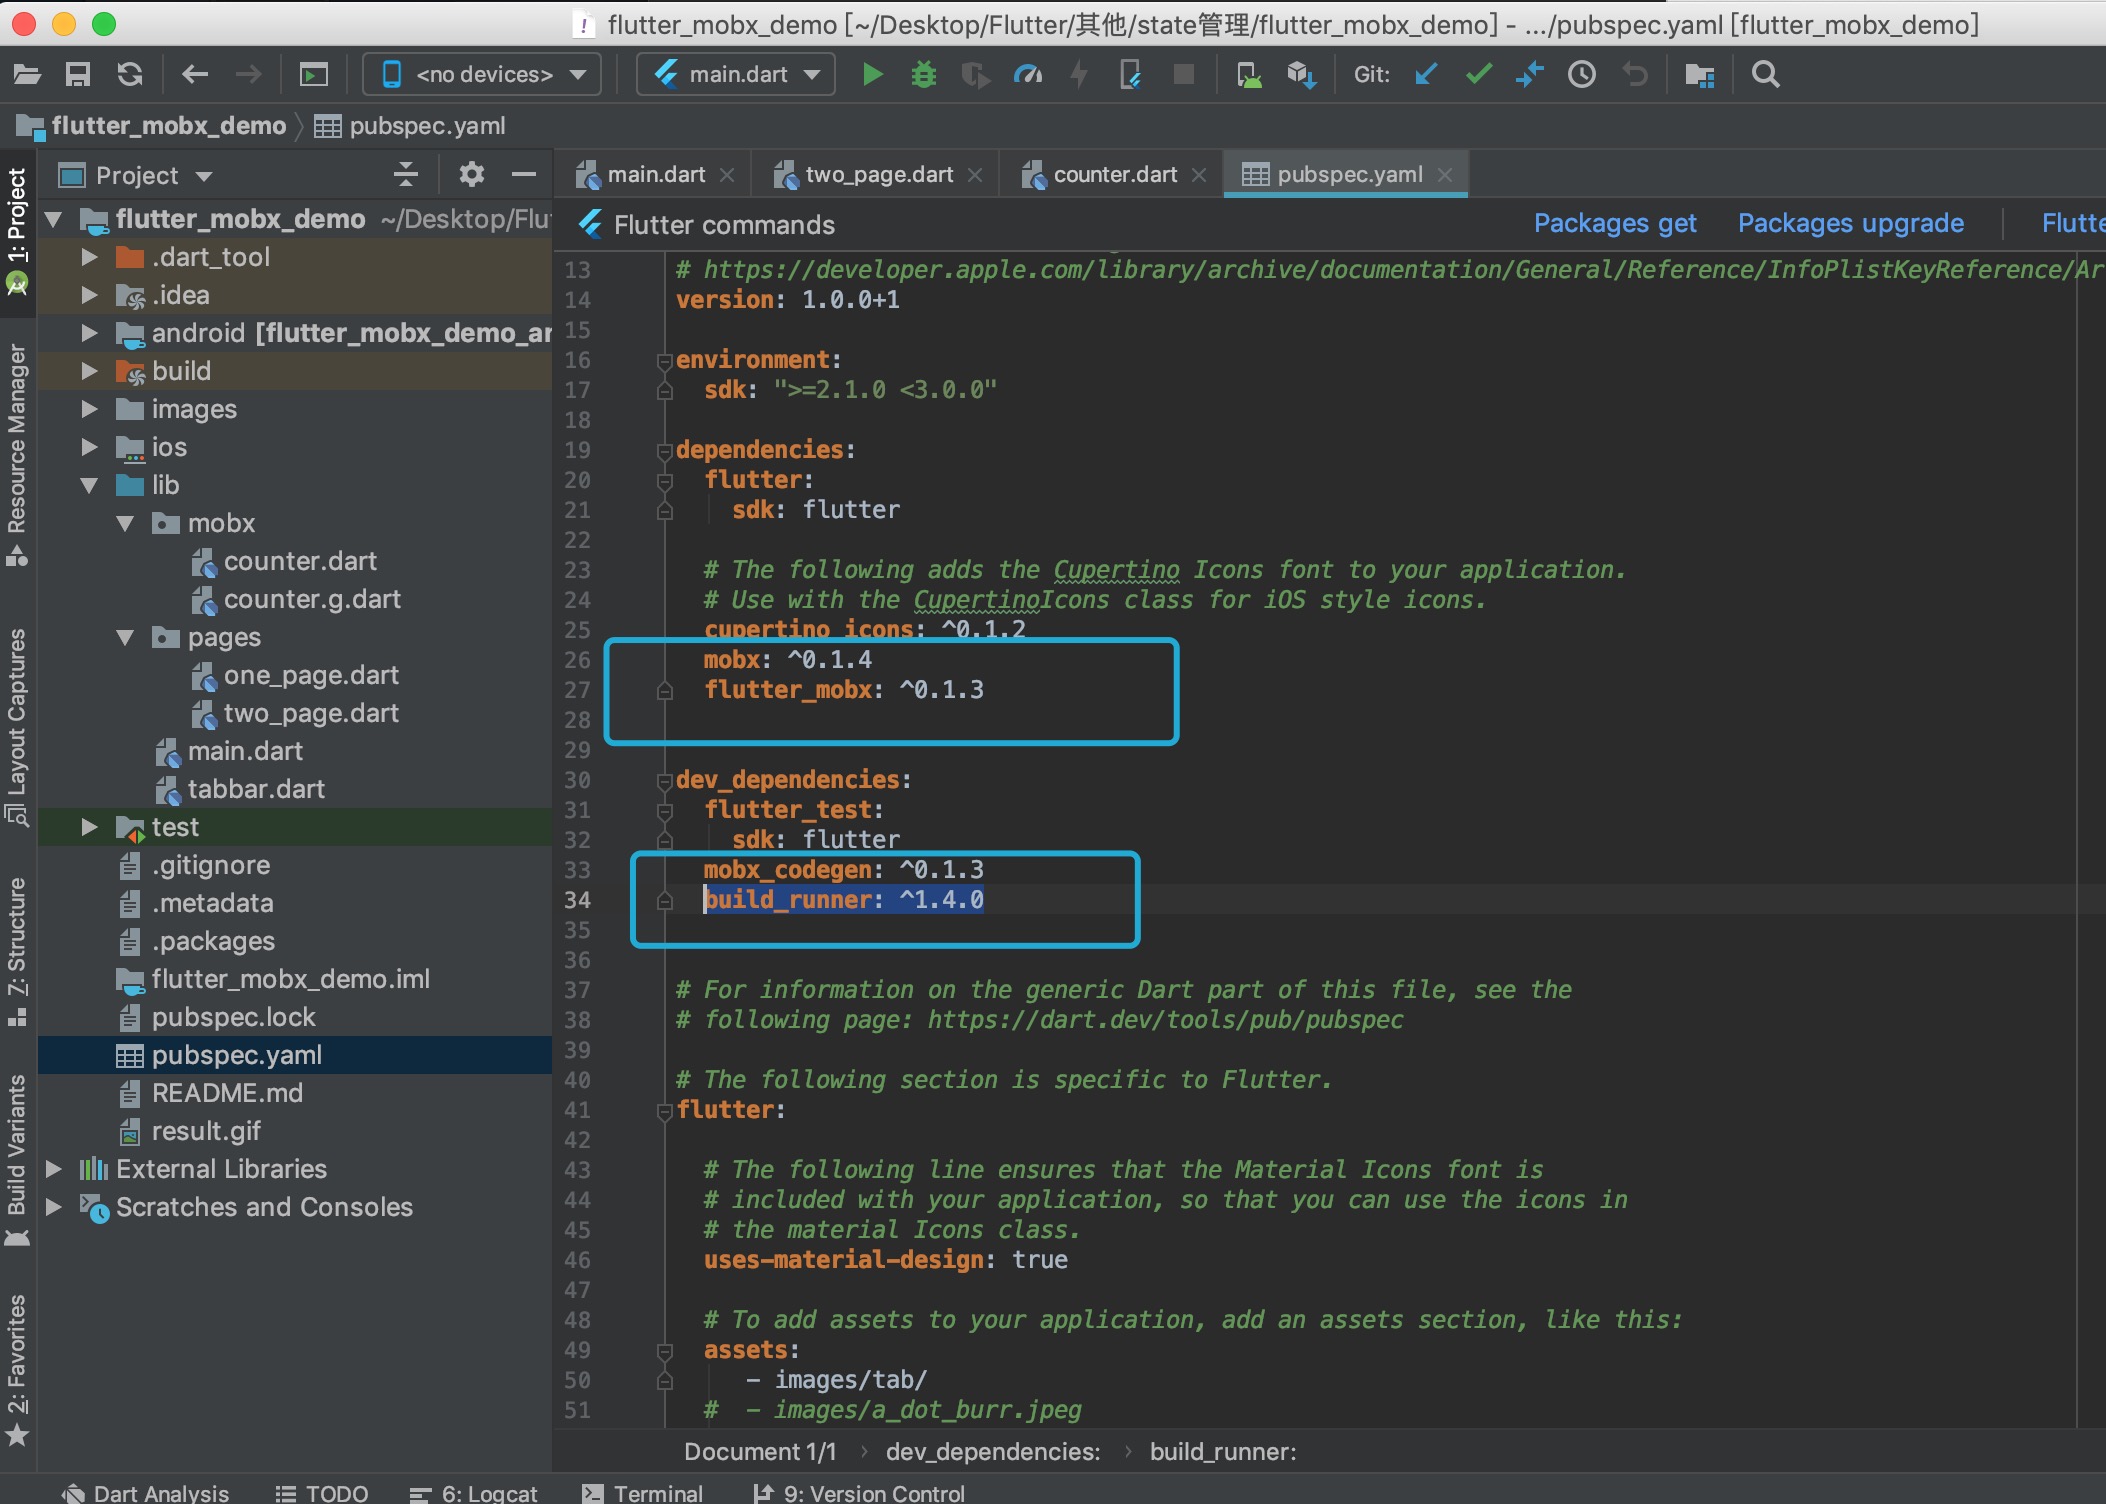 flutter_mobx_demo [~/Desktop/Flutter/其他/state管理/flutter_mobx_demo] - .../pubspec.yaml [flutter_mobx_demo]
<no devices>
main.dart
Git:
flutter_mobx_demo
pubspec.yaml
1: Project
Resource Manager
Layout Captures
7: Structure
Build Variants
2: Favorites
Project
flutter_mobx_demo ~/Desktop/Flu
.dart_tool
.idea
android [flutter_mobx_demo_ar
build
images
ios
lib
mobx
counter.dart
counter.g.dart
pages
one_page.dart
two_page.dart
main.dart
tabbar.dart
test
.gitignore
.metadata
.packages
flutter_mobx_demo.iml
pubspec.lock
pubspec.yaml
README.md
result.gif
External Libraries
Scratches and Consoles
main.dart
two_page.dart
counter.dart
pubspec.yaml
Flutter commands
Packages get
Packages upgrade
Flutte
13 # https://developer.apple.com/library/archive/documentation/General/Reference/InfoPlistKeyReference/Ar
14 version: 1.0.0+1
15
16 environment:
17 sdk: ">=2.1.0 <3.0.0"
18
19 dependencies:
20 flutter:
21 sdk: flutter
22
23 # The following adds the Cupertino Icons font to your application.
24 # Use with the CupertinoIcons class for iOS style icons.
25 cupertino_icons: ^0.1.2
26 mobx: ^0.1.4
27 flutter_mobx: ^0.1.3
28
29
30 dev_dependencies:
31 flutter_test:
32 sdk: flutter
33 mobx_codegen: ^0.1.3
34 build_runner: ^1.4.0
35
36
37 # For information on the generic Dart part of this file, see the
38 # following page: https://dart.dev/tools/pub/pubspec
39
40 # The following section is specific to Flutter.
41 flutter:
42
43 # The following line ensures that the Material Icons font is
44 # included with your application, so that you can use the icons in
45 # the material Icons class.
46 uses-material-design: true
47
48 # To add assets to your application, add an assets section, like this:
49 assets:
50 - images/tab/
51 # - images/a_dot_burr.jpeg
Document 1/1 › dev_dependencies: › build_runner:
Dart Analysis
TODO
6: Logcat
Terminal
9: Version Control